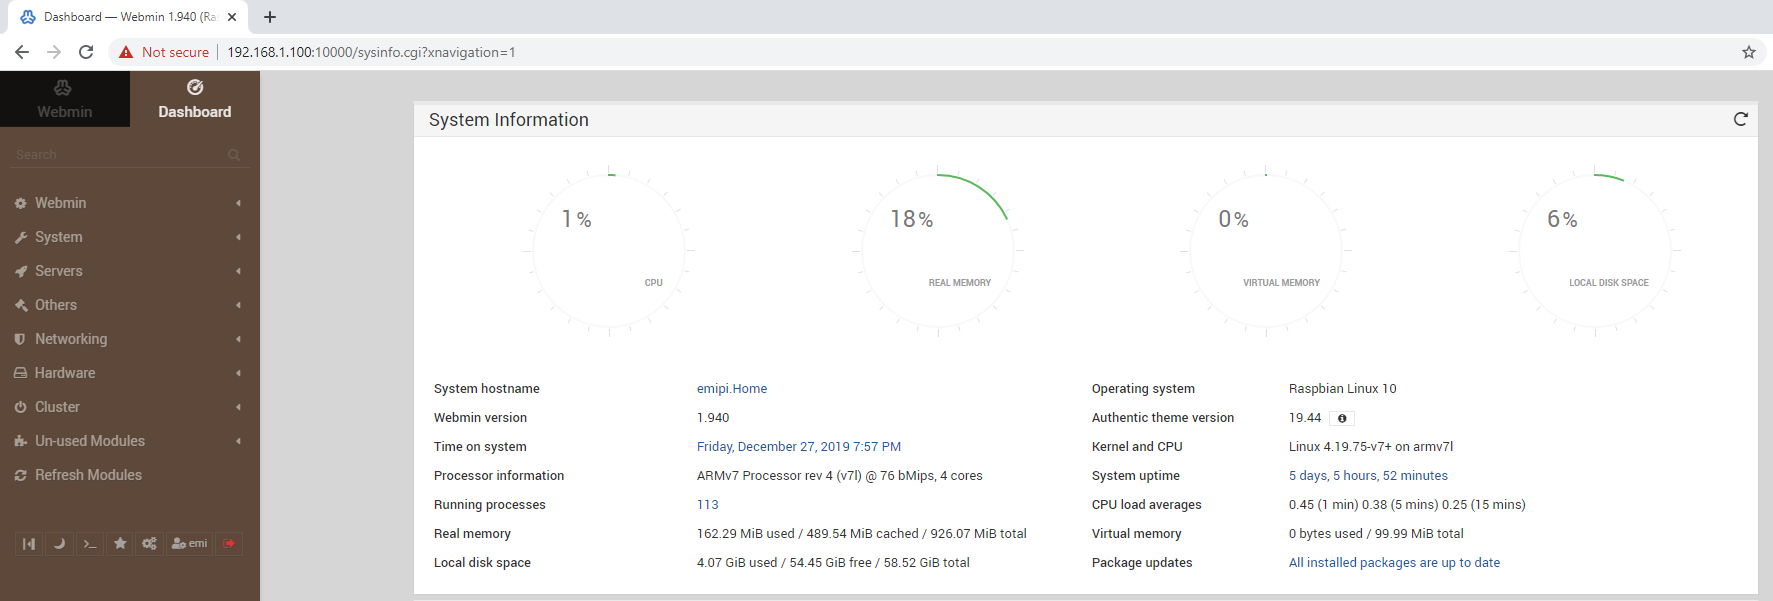 Dashboard — Webmin 1.940 (Ra
Not secure 192.168.1.100:10000/sysinfo.cgi?xnavigation=1
Webmin
Dashboard
Search
Webmin
System
Servers
Others
Networking
Hardware
Cluster
Un-used Modules
Refresh Modules
emi
System Information
1%
CPU
18%
REAL MEMORY
0%
VIRTUAL MEMORY
6%
LOCAL DISK SPACE
System hostname emipi.Home Operating system Raspbian Linux 10
Webmin version 1.940 Authentic theme version 19.44
Time on system Friday, December 27, 2019 7:57 PM Kernel and CPU Linux 4.19.75-v7+ on armv7l
Processor information ARMv7 Processor rev 4 (v7l) @ 76 bMips, 4 cores System uptime 5 days, 5 hours, 52 minutes
Running processes 113 CPU load averages 0.45 (1 min) 0.38 (5 mins) 0.25 (15 mins)
Real memory 162.29 MiB used / 489.54 MiB cached / 926.07 MiB total Virtual memory 0 bytes used / 99.99 MiB total
Local disk space 4.07 GiB used / 54.45 GiB free / 58.52 GiB total Package updates All installed packages are up to date